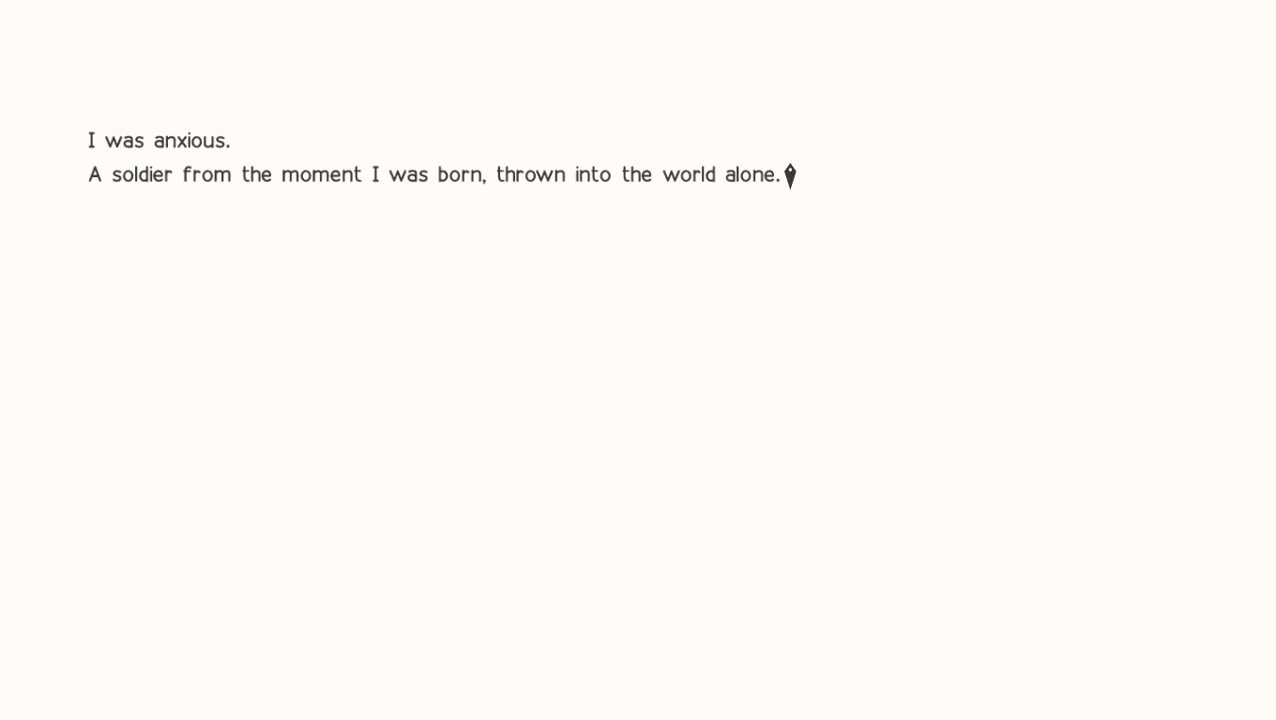 I was anxious.
A soldier from the moment I was born, thrown into the world alone.